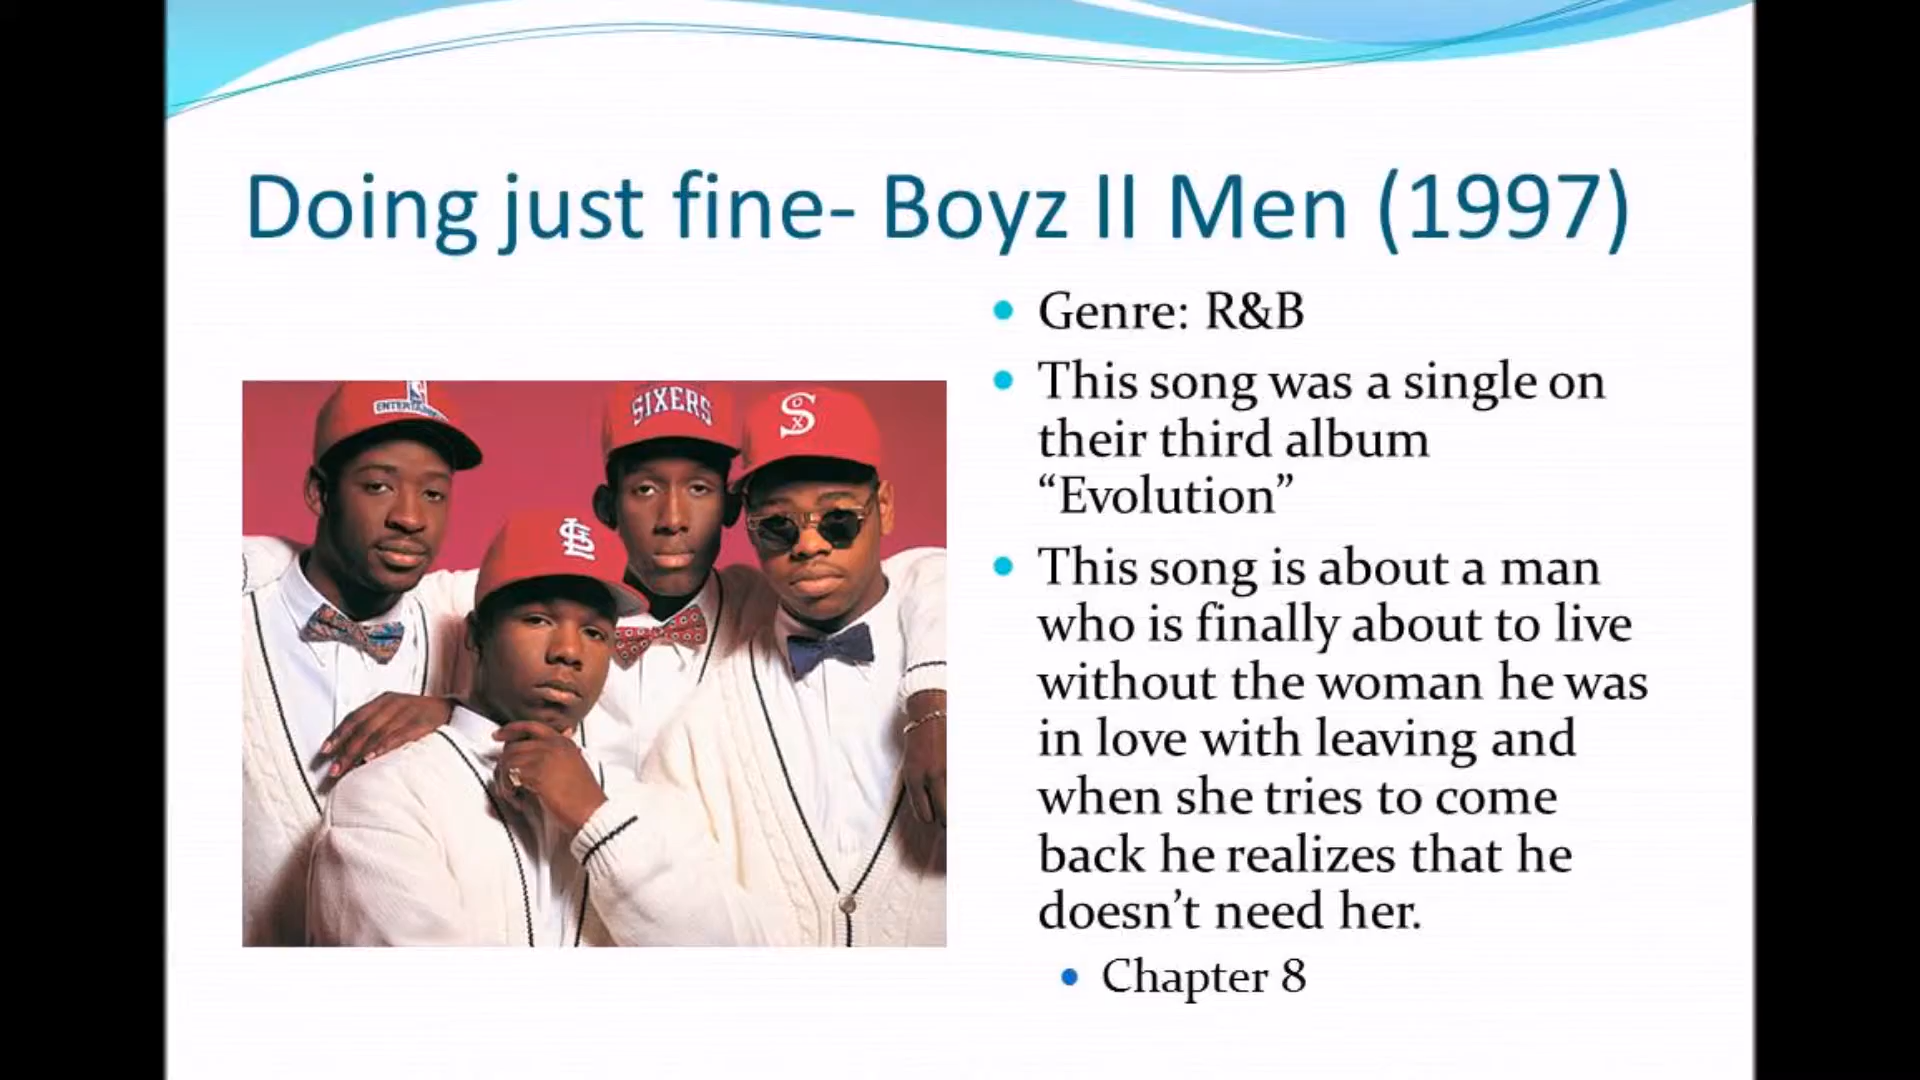 Doing just fine- Boyz II Men (1997)
Genre: R&B
This song was a single on
their third album
“Evolution”
This song is about a man
who is finally about to live
without the woman he was
in love with leaving and
when she tries to come
back he realizes that he
doesn’t need her.
Chapter 8
SIXERS
SOX
STL